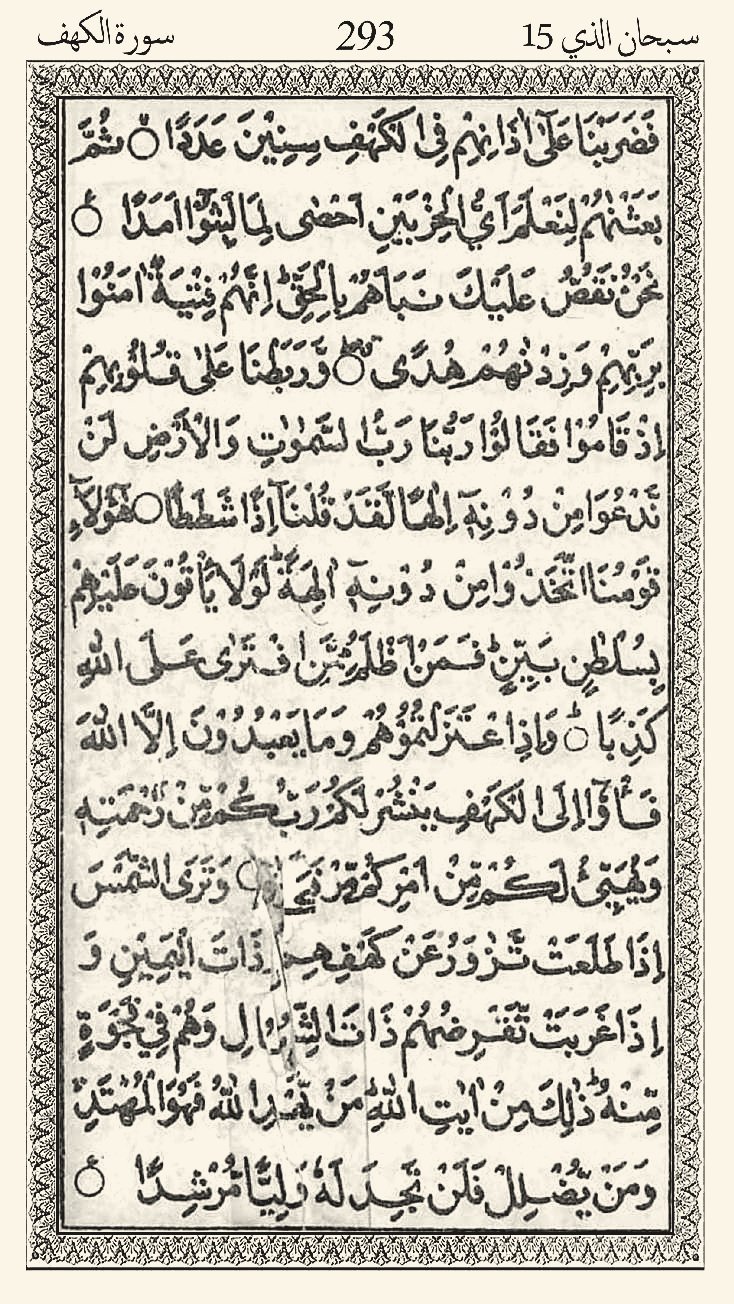 سبحان الذي 15
293
سورة الكهف
فَضَرَبْنَا عَلٰٓى اٰذَانِهِمْ فِى الْكَهْفِ سِنِيْنَ عَدَدًا ۝ ثُمَّ
بَعَثْنٰهُمْ لِنَعْلَمَ اَىُّ الْحِزْبَيْنِ اَحْصٰى لِمَا لَبِثُوْٓا اَمَدًا ۝
نَحْنُ نَقُصُّ عَلَيْكَ نَبَاَهُمْ بِالْحَقِّ ؕ اِنَّهُمْ فِتْيَةٌ اٰمَنُوْا
بِرَبِّهِمْ وَزِدْنٰهُمْ هُدًى ۝ وَّرَبَطْنَا عَلٰى قُلُوْبِهِمْ
اِذْ قَامُوْا فَقَالُوْا رَبُّنَا رَبُّ السَّمٰوٰتِ وَالْاَرْضِ لَنْ
نَّدْعُوَا۟ مِنْ دُوْنِهٖٓ اِلٰهًا لَّقَدْ قُلْنَآ اِذًا شَطَطًا ۝ هٰٓؤُلَآءِ
قَوْمُنَا اتَّخَذُوْا مِنْ دُوْنِهٖٓ اٰلِهَةً ؕ لَوْلَا يَاْتُوْنَ عَلَيْهِمْ
بِسُلْطٰنٍۭ بَيِّنٍ ؕ فَمَنْ اَظْلَمُ مِمَّنِ افْتَرٰى عَلَى اللّٰهِ
كَذِبًا ۝ وَاِذِ اعْتَزَلْتُمُوْهُمْ وَمَا يَعْبُدُوْنَ اِلَّا اللّٰهَ
فَاْوٗٓا اِلَى الْكَهْفِ يَنْشُرْ لَكُمْ رَبُّكُمْ مِّنْ رَّحْمَتِهٖ
وَيُهَيِّئْ لَكُمْ مِّنْ اَمْرِكُمْ مِّرْفَقًا ۝ وَتَرَى الشَّمْسَ
اِذَا طَلَعَتْ تَّزٰوَرُ عَنْ كَهْفِهِمْ ذَاتَ الْيَمِيْنِ وَ
اِذَا غَرَبَتْ تَّقْرِضُهُمْ ذَاتَ الشِّمَالِ وَهُمْ فِيْ فَجْوَةٍ
مِّنْهُ ؕ ذٰلِكَ مِنْ اٰيٰتِ اللّٰهِ ؕ مَنْ يَّهْدِ اللّٰهُ فَهُوَ الْمُهْتَدِ
وَمَنْ يُّضْلِلْ فَلَنْ تَجِدَ لَهٗ وَلِيًّا مُّرْشِدًا ۝